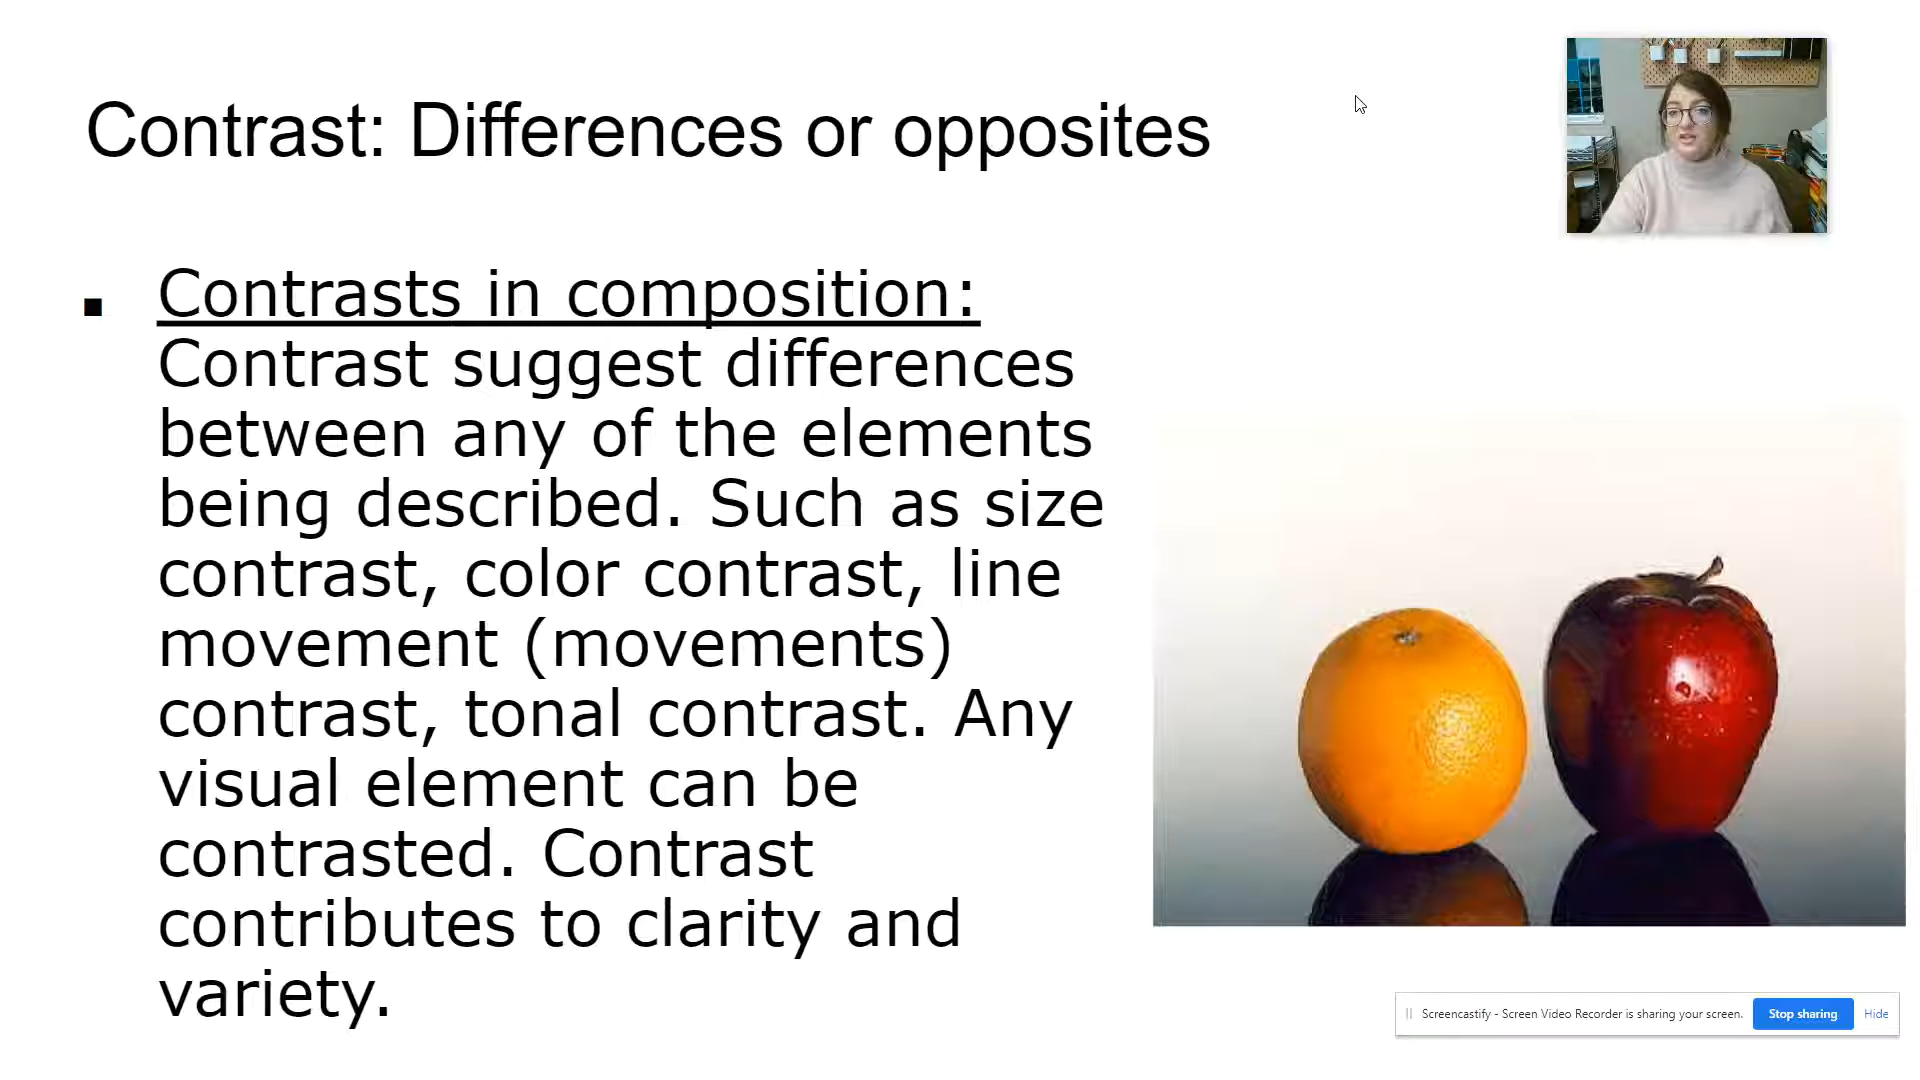 Contrast: Differences or opposites
■ Contrasts in composition:
Contrast suggest differences
between any of the elements
being described. Such as size
contrast, color contrast, line
movement (movements)
contrast, tonal contrast. Any
visual element can be
contrasted. Contrast
contributes to clarity and
variety.
Screencastify - Screen Video Recorder is sharing your screen. Stop sharing Hide